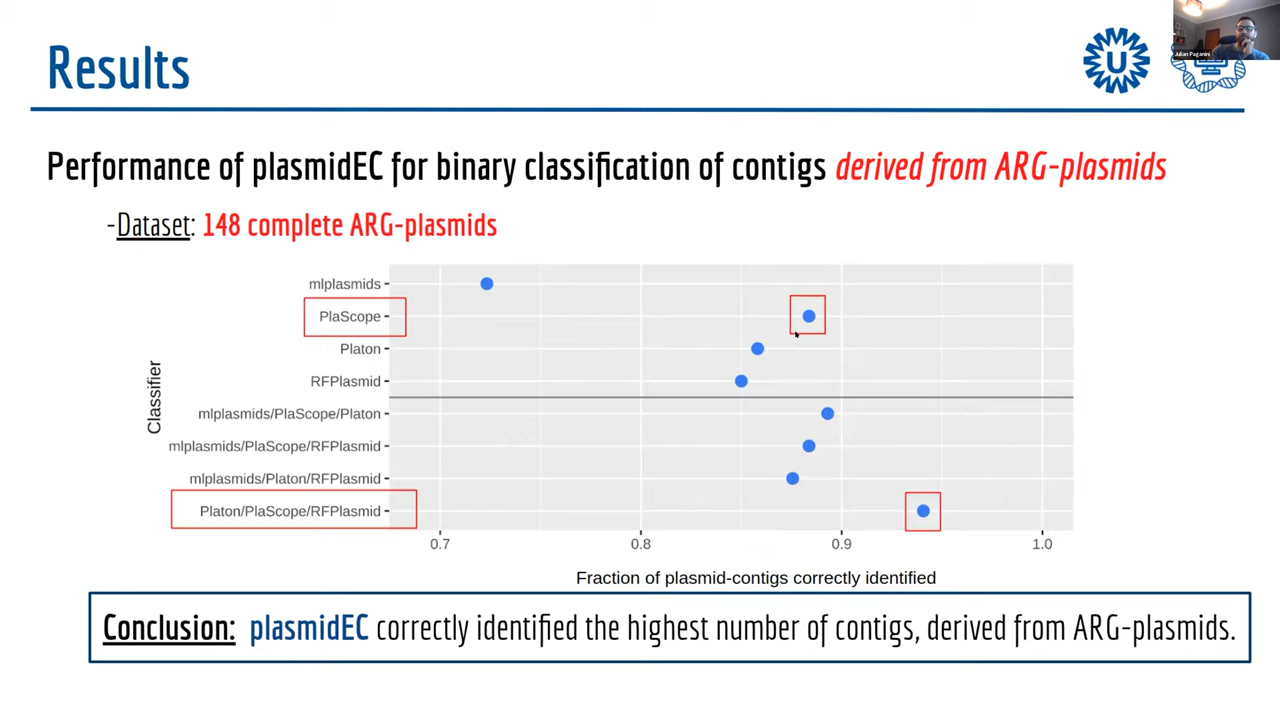 Results
U
Julian Paganini
Performance of plasmidEC for binary classification of contigs derived from ARG-plasmids
-Dataset: 148 complete ARG-plasmids
Classifier
mlplasmids
PlaScope
Platon
RFPlasmid
mlplasmids/PlaScope/Platon
mlplasmids/PlaScope/RFPlasmid
mlplasmids/Platon/RFPlasmid
Platon/PlaScope/RFPlasmid
0.7 0.8 0.9 1.0
Fraction of plasmid-contigs correctly identified
Conclusion: plasmidEC correctly identified the highest number of contigs, derived from ARG-plasmids.